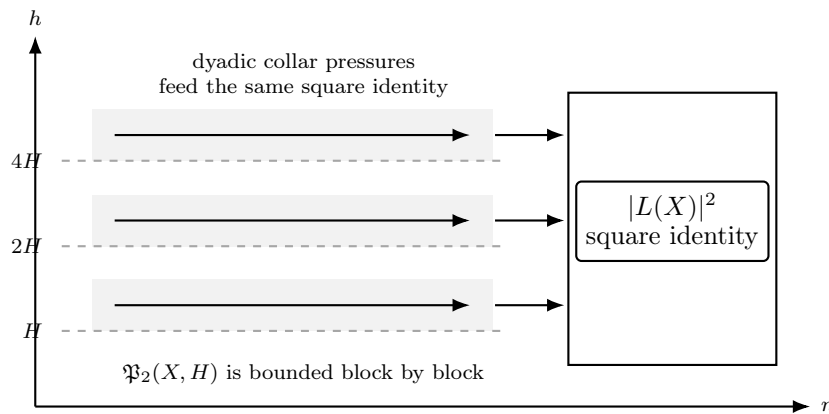 h
dyadic collar pressures
feed the same square identity
4H
2H
|L(X)|²
square identity
H
𝔓₂(X, H) is bounded block by block